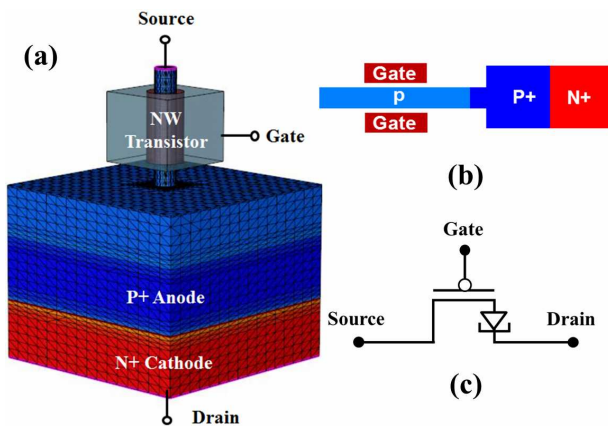 Source
(a)
NW
Transistor
Gate
P+ Anode
N+ Cathode
Drain
Gate
p
P+
N+
Gate
(b)
Gate
Source
Drain
(c)